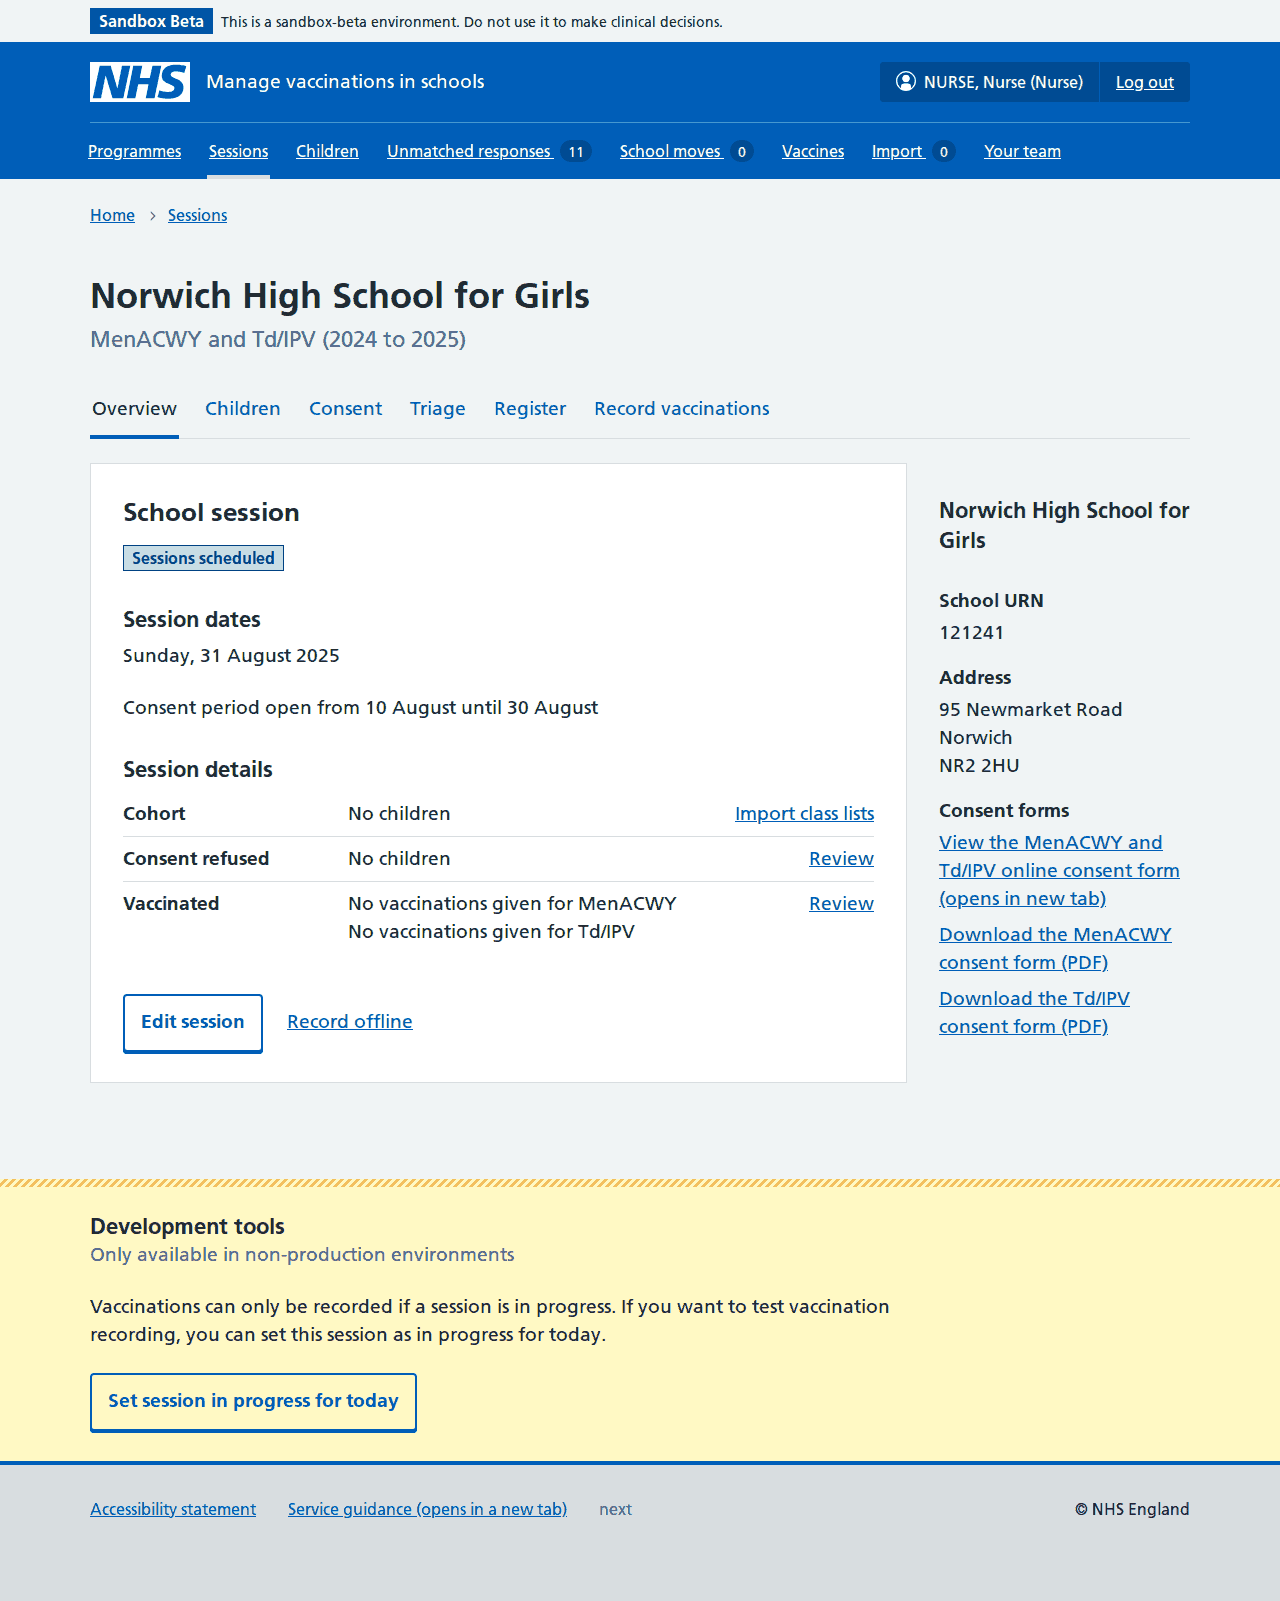 Sandbox Beta This is a sandbox-beta environment. Do not use it to make clinical decisions.
NHS Manage vaccinations in schools NURSE, Nurse (Nurse) Log out
Programmes Sessions Children Unmatched responses 11 School moves 0 Vaccines Import 0 Your team
Home Sessions
Norwich High School for Girls
MenACWY and Td/IPV (2024 to 2025)
Overview Children Consent Triage Register Record vaccinations
School session
Sessions scheduled
Session dates
Sunday, 31 August 2025
Consent period open from 10 August until 30 August
Session details
Cohort No children Import class lists
Consent refused No children Review
Vaccinated No vaccinations given for MenACWY Review
No vaccinations given for Td/IPV
Edit session Record offline
Norwich High School for
Girls
School URN
121241
Address
95 Newmarket Road
Norwich
NR2 2HU
Consent forms
View the MenACWY and
Td/IPV online consent form
(opens in new tab)
Download the MenACWY
consent form (PDF)
Download the Td/IPV
consent form (PDF)
Development tools
Only available in non-production environments
Vaccinations can only be recorded if a session is in progress. If you want to test vaccination
recording, you can set this session as in progress for today.
Set session in progress for today
Accessibility statement Service guidance (opens in a new tab) next © NHS England